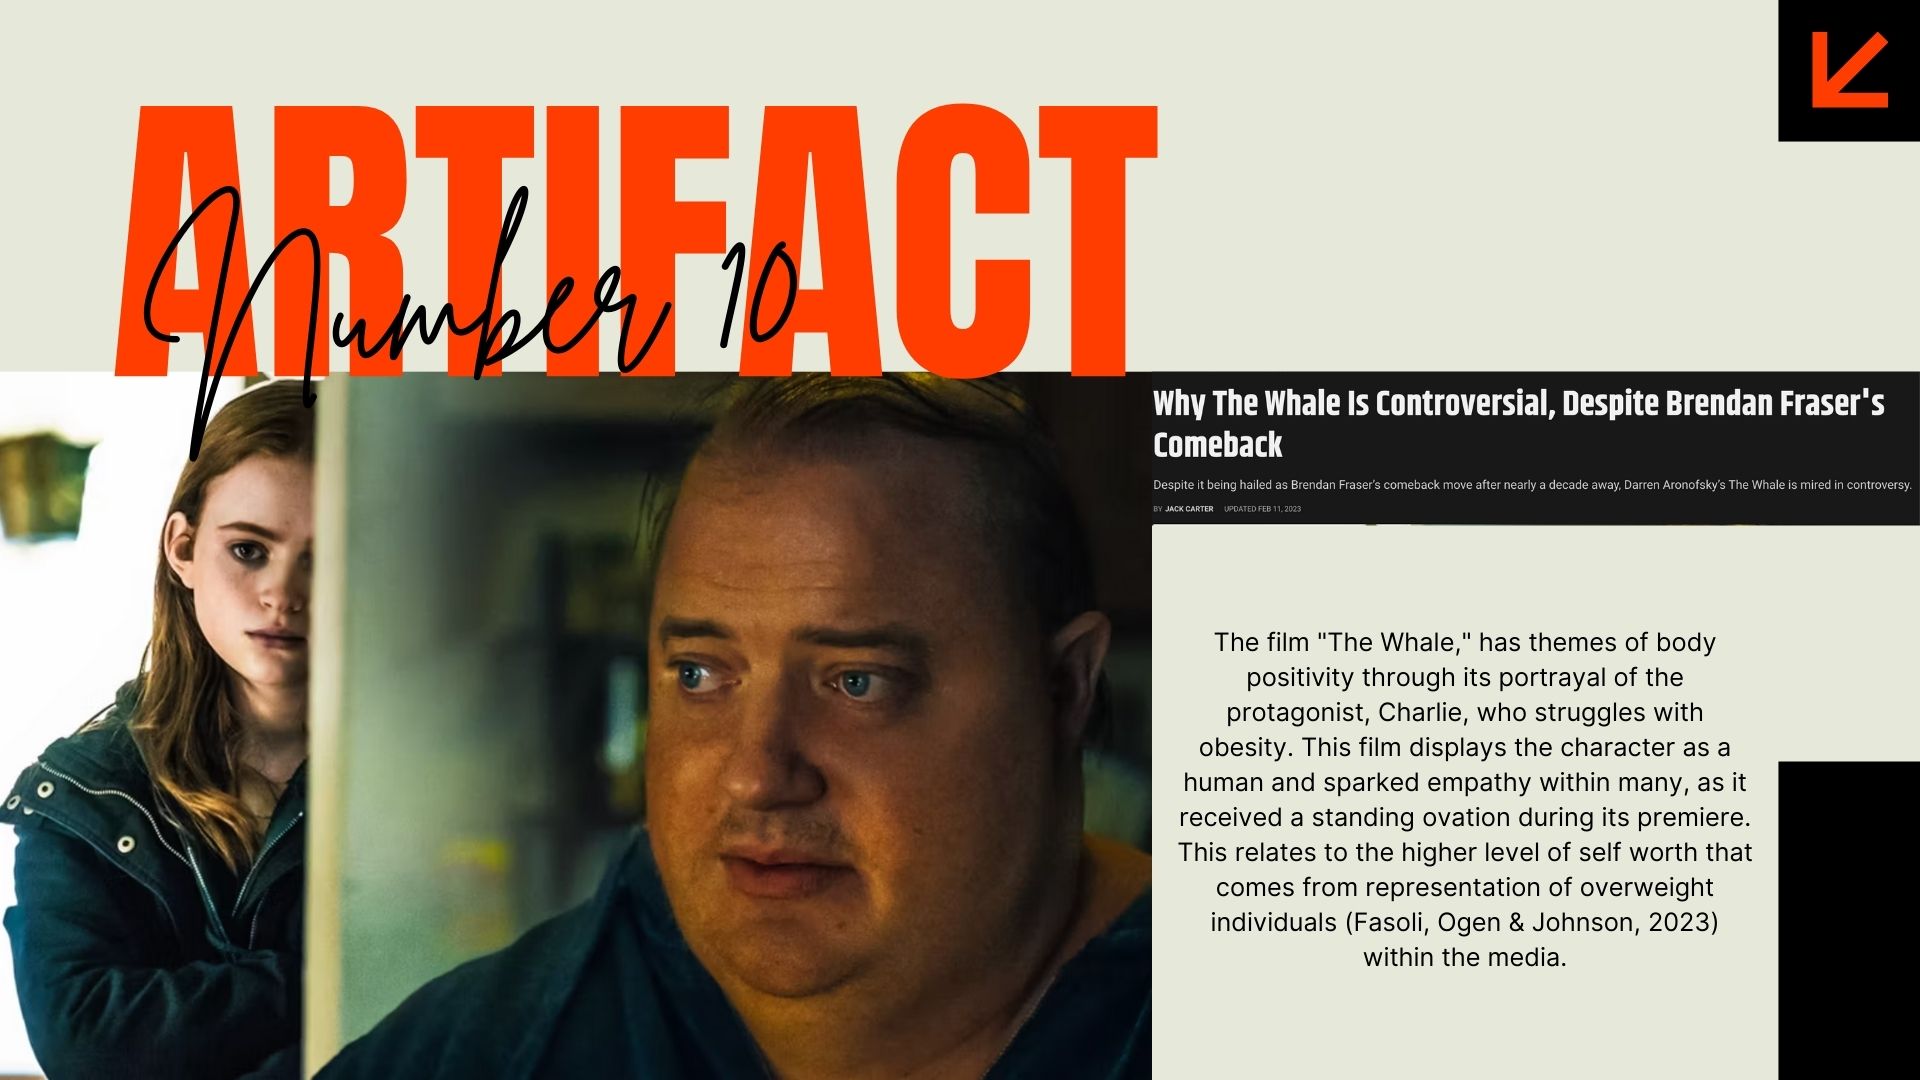 ARTIFACT
Number 10
Why The Whale Is Controversial, Despite Brendan Fraser's
Comeback
Despite it being hailed as Brendan Fraser's comeback move after nearly a decade away, Darren Aronofsky's The Whale is mired in controversy.
BY JACK CARTER UPDATED FEB 11, 2023
The film "The Whale," has themes of body
positivity through its portrayal of the
protagonist, Charlie, who struggles with
obesity. This film displays the character as a
human and sparked empathy within many, as it
received a standing ovation during its premiere.
This relates to the higher level of self worth that
comes from representation of overweight
individuals (Fasoli, Ogen & Johnson, 2023)
within the media.